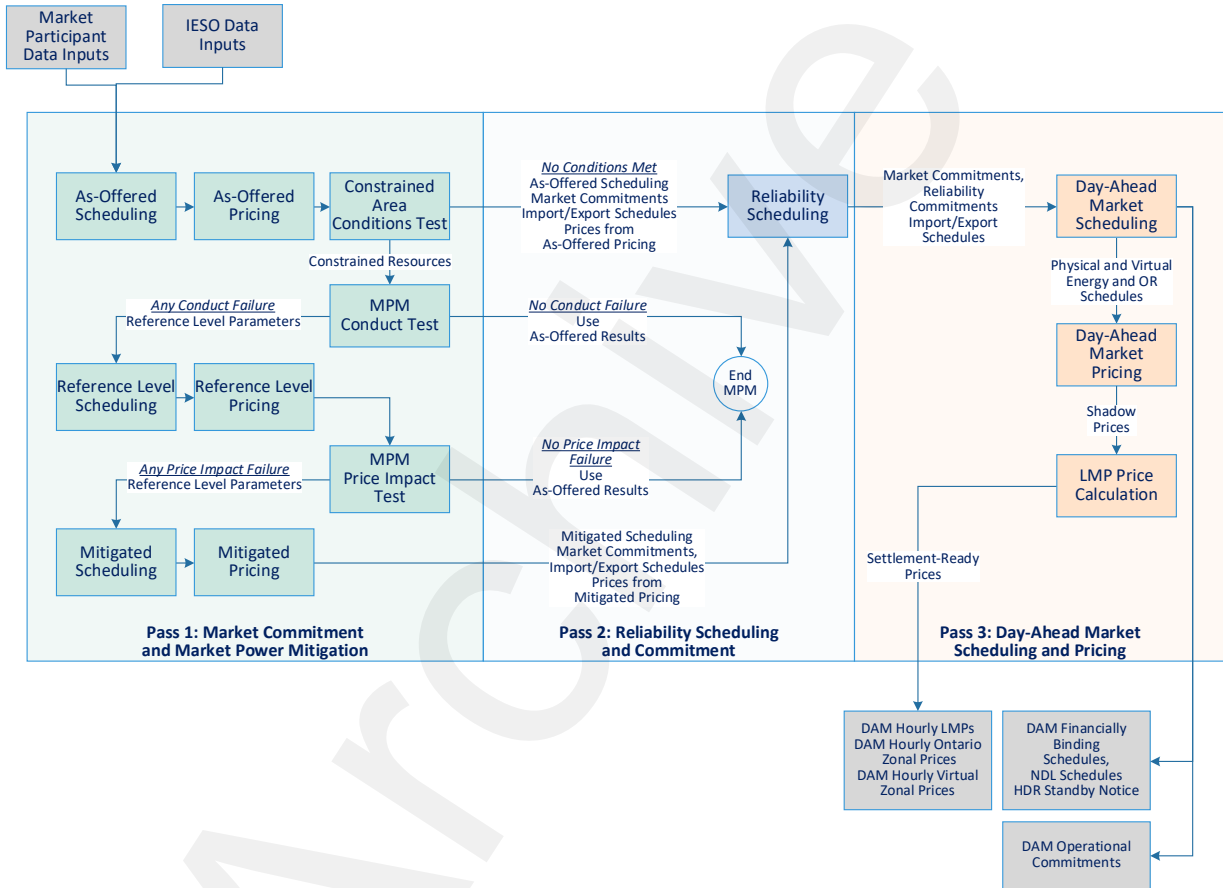 Market
Participant
Data Inputs
IESO Data
Inputs
As-Offered
Scheduling
As-Offered
Pricing
Constrained
Area
Conditions Test
No Conditions Met
As-Offered Scheduling
Market Commitments
Import/Export Schedules
Prices from
As-Offered Pricing
Reliability
Scheduling
Market Commitments,
Reliability
Commitments
Import/Export
Schedules
Day-Ahead
Market
Scheduling
Constrained Resources
Physical and Virtual
Energy and OR
Schedules
Any Conduct Failure
Reference Level Parameters
MPM
Conduct Test
No Conduct Failure
Use
As-Offered Results
Day-Ahead
Market
Pricing
Reference Level
Scheduling
Reference Level
Pricing
End
MPM
Shadow
Prices
Any Price Impact Failure
Reference Level Parameters
MPM
Price Impact
Test
No Price Impact
Failure
Use
As-Offered Results
LMP Price
Calculation
Mitigated
Scheduling
Mitigated
Pricing
Mitigated Scheduling
Market Commitments,
Import/Export Schedules
Prices from
Mitigated Pricing
Settlement-Ready
Prices
Pass 1: Market Commitment
and Market Power Mitigation
Pass 2: Reliability Scheduling
and Commitment
Pass 3: Day-Ahead Market
Scheduling and Pricing
DAM Hourly LMPs
DAM Hourly Ontario
Zonal Prices
DAM Hourly Virtual
Zonal Prices
DAM Financially
Binding
Schedules,
NDL Schedules
HDR Standby Notice
DAM Operational
Commitments
Archive